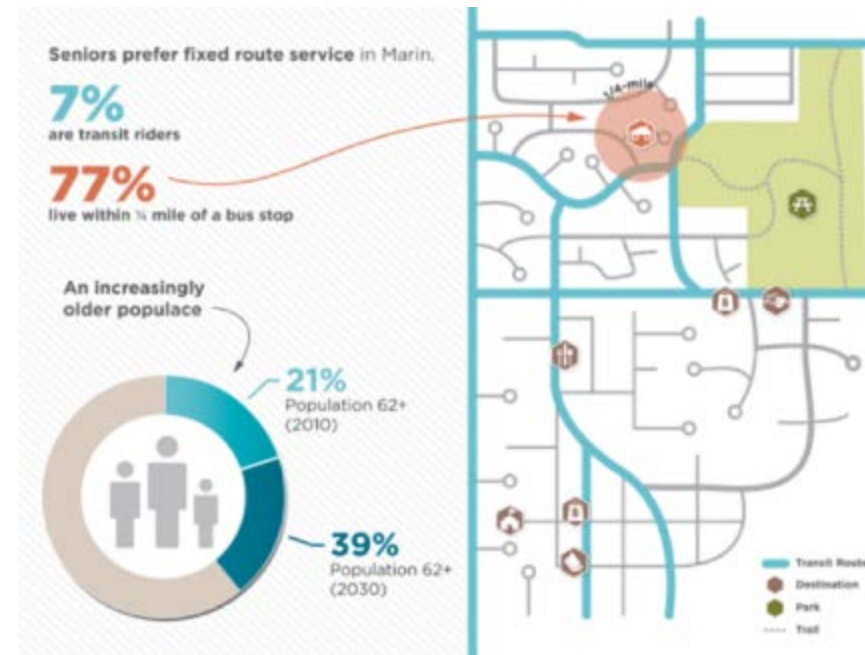 Seniors prefer fixed route service in Marin.
7%
are transit riders
77%
live within ¼ mile of a bus stop
1/4-mile
An increasingly
older populace
21%
Population 62+
(2010)
39%
Population 62+
(2030)
Transit Route
Destination
Park
Trail